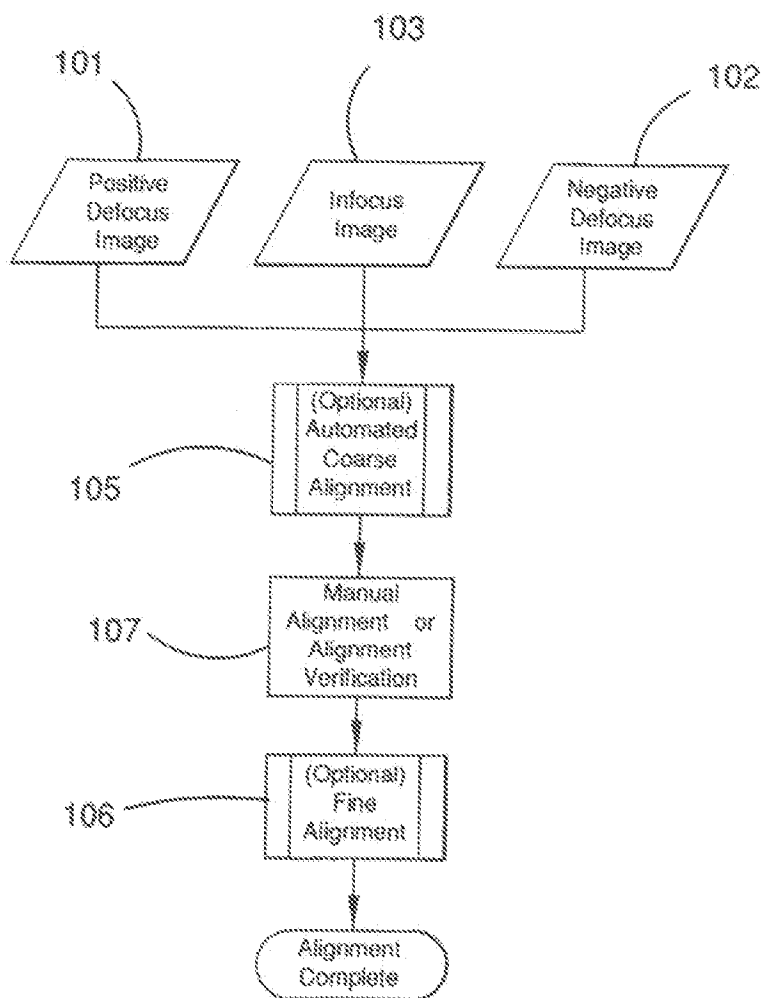 103
101
102
Positive
Defocus
Image
Infocus
Image
Negative
Defocus
Image
(Optional)
Automated
Coarse
Alignment
105
Manual
Alignment or
Alignment
Verification
107
(Optional)
Fine
Alignment
106
Alignment
Complete